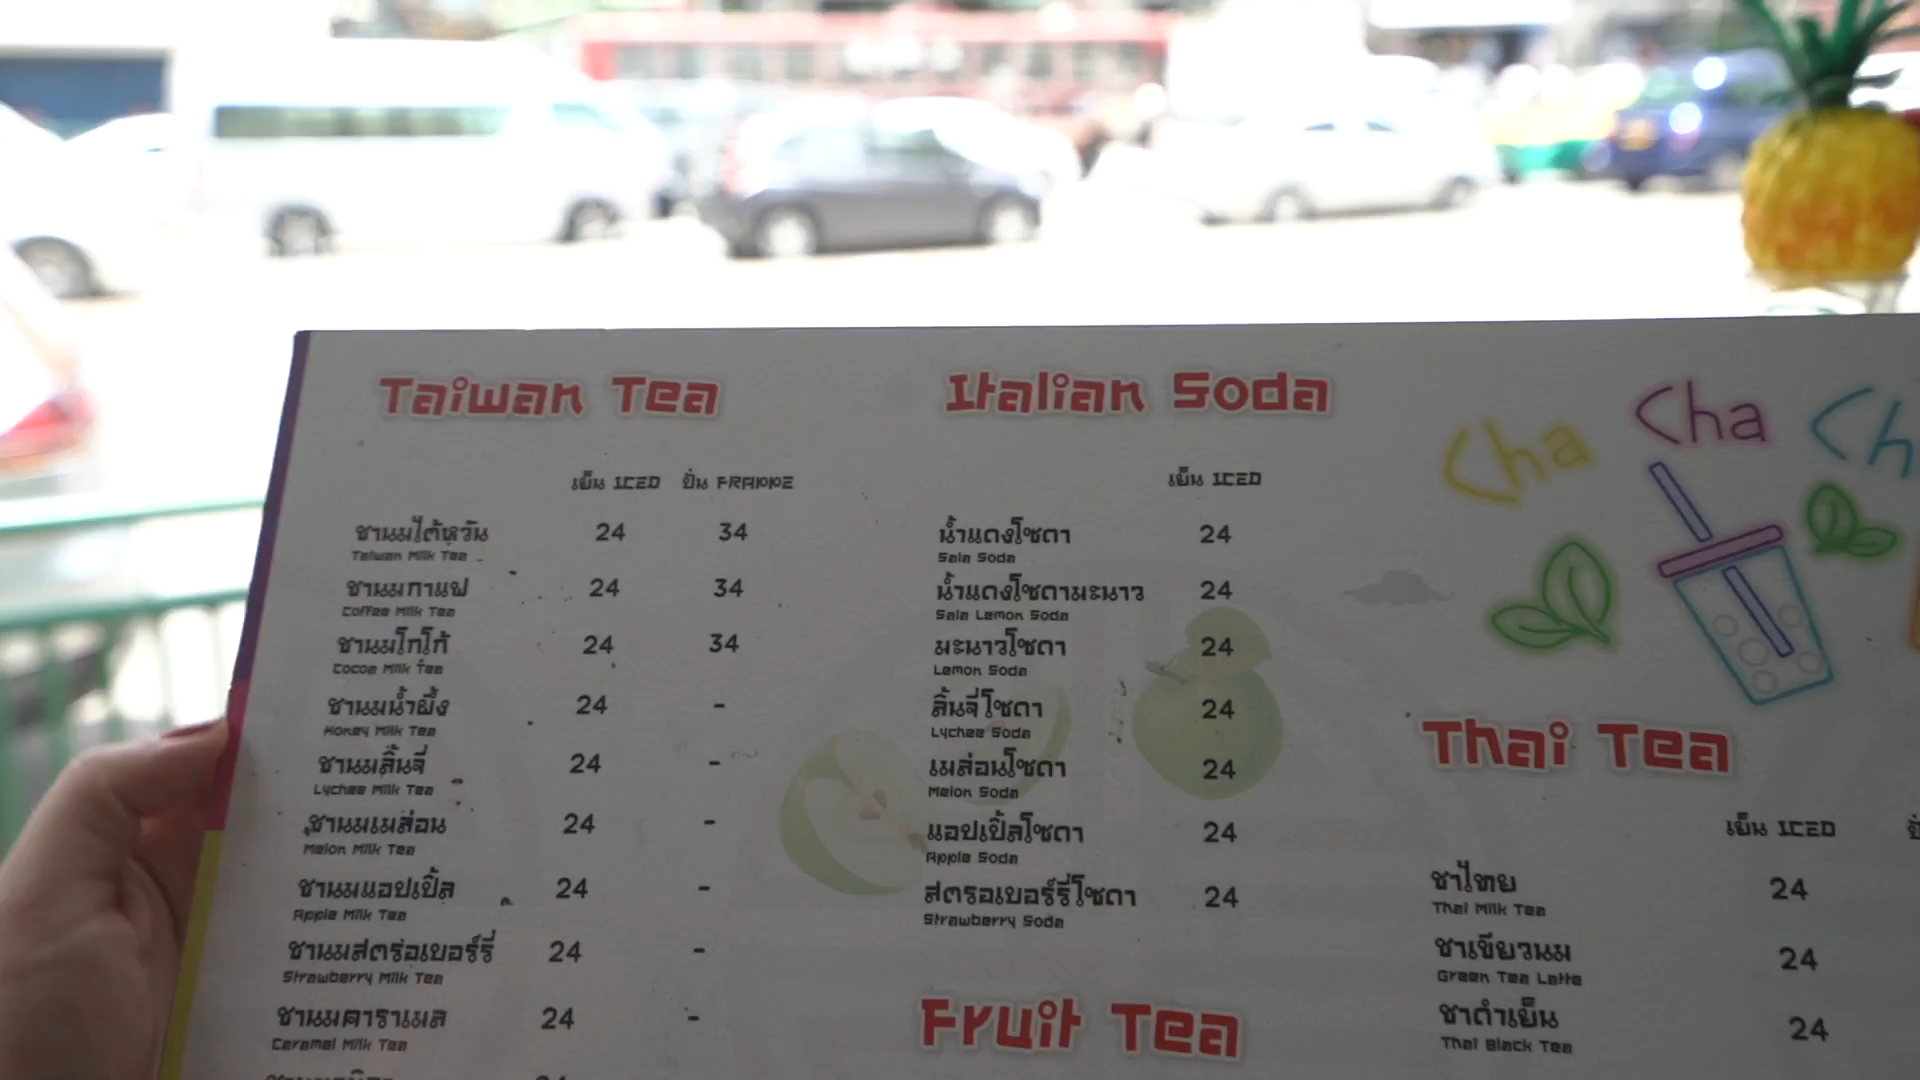 Taiwan Tea
เย็น ICED ปั่น FRAPPE
ชานมไต้หวัน 24 34
Taiwan Milk Tea
ชานมกาแฟ 24 34
Coffee Milk Tea
ชานมโกโก้ 24 34
Cocoa Milk Tea
ชานมน้ำผึ้ง 24 -
Honey Milk Tea
ชานมลิ้นจี่ 24 -
Lychee Milk Tea
ชานมเมล่อน 24 -
Melon Milk Tea
ชานมแอปเปิ้ล 24 -
Apple Milk Tea
ชานมสตรอเบอร์รี่ 24 -
Strawberry Milk Tea
ชานมคาราเมล 24 -
Caramel Milk Tea
Italian Soda
เย็น ICED
น้ำแดงโซดา 24
Sala Soda
น้ำแดงโซดามะนาว 24
Sala Lemon Soda
มะนาวโซดา 24
Lemon Soda
ลิ้นจี่โซดา 24
Lychee Soda
เมล่อนโซดา 24
Melon Soda
แอปเปิ้ลโซดา 24
Apple Soda
สตรอเบอร์รี่โซดา 24
Strawberry Soda
Fruit Tea
Cha Cha Ch
Thai Tea
เย็น ICED
ชาไทย 24
Thai Milk Tea
ชาเขียวนม 24
Green Tea Latte
ชาดำเย็น 24
Thai Black Tea